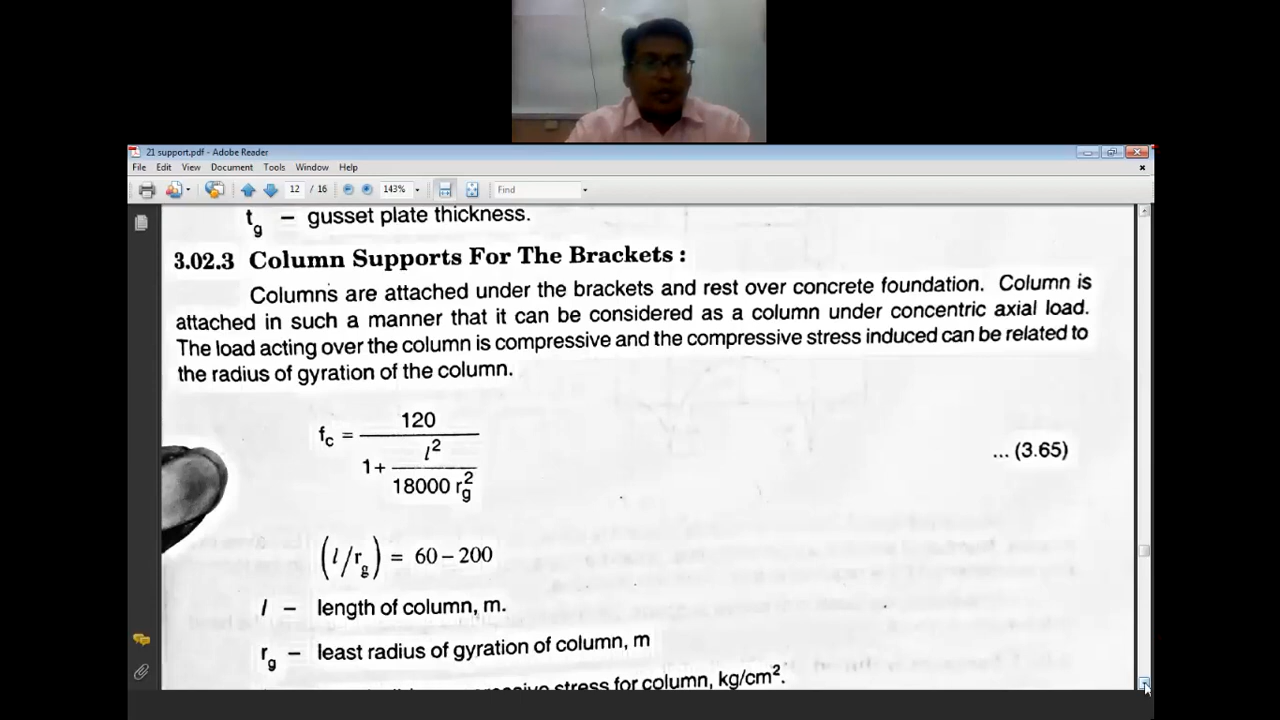 21 support.pdf - Adobe Reader
File Edit View Document Tools Window Help
12 / 16 143% Find
t_g – gusset plate thickness.
3.02.3 Column Supports For The Brackets :
Columns are attached under the brackets and rest over concrete foundation. Column is
attached in such a manner that it can be considered as a column under concentric axial load.
The load acting over the column is compressive and the compressive stress induced can be related to
the radius of gyration of the column.
f_c = 120 / (1 + l² / (18000 r_g²)) ... (3.65)
(l/r_g) = 60 – 200
l – length of column, m.
r_g – least radius of gyration of column, m
stress for column, kg/cm².